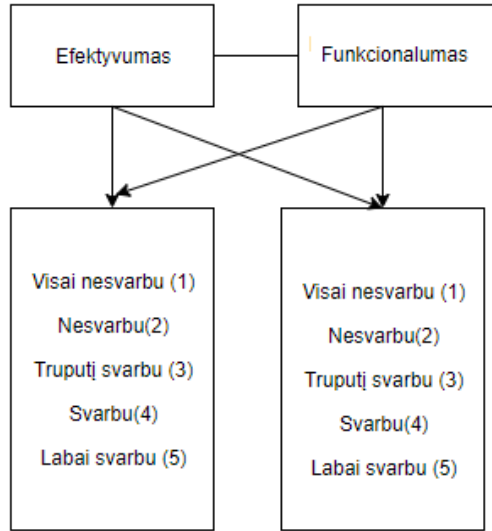 Efektyvumas
Funkcionalumas
Visai nesvarbu (1)
Nesvarbu(2)
Truputį svarbu (3)
Svarbu(4)
Labai svarbu (5)
Visai nesvarbu (1)
Nesvarbu(2)
Truputį svarbu (3)
Svarbu(4)
Labai svarbu (5)